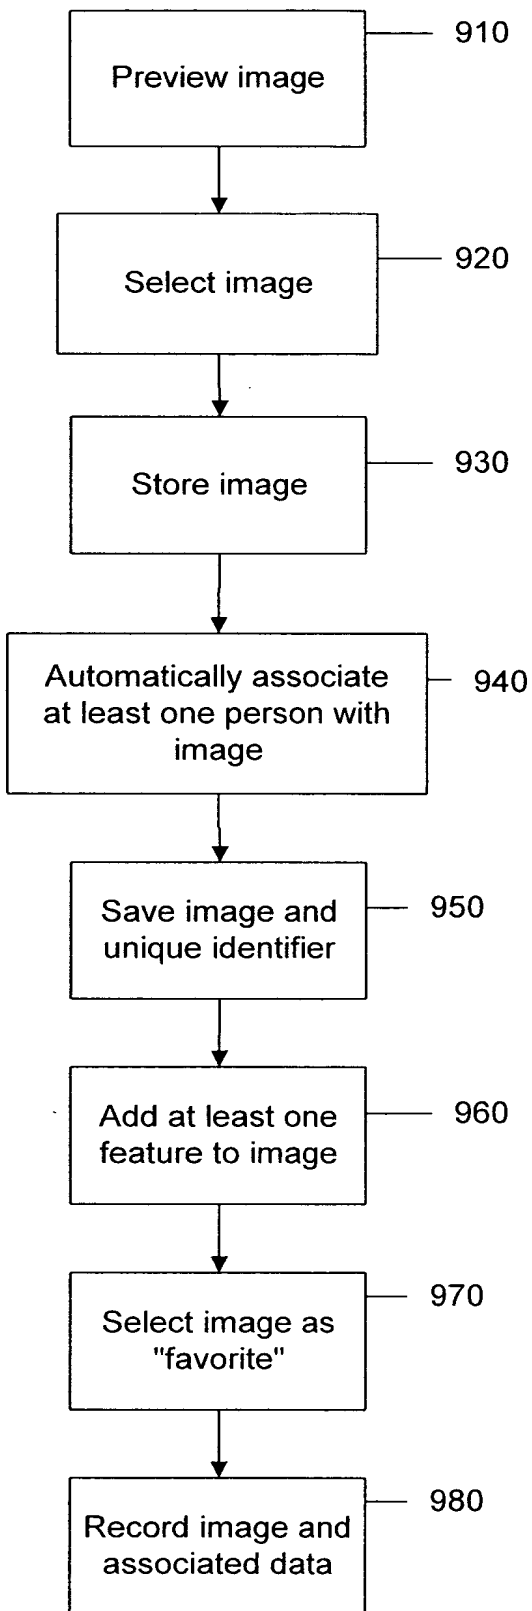 910
Preview image
920
Select image
930
Store image
940
Automatically associate
at least one person with
image
950
Save image and
unique identifier
960
Add at least one
feature to image
970
Select image as
"favorite"
980
Record image and
associated data